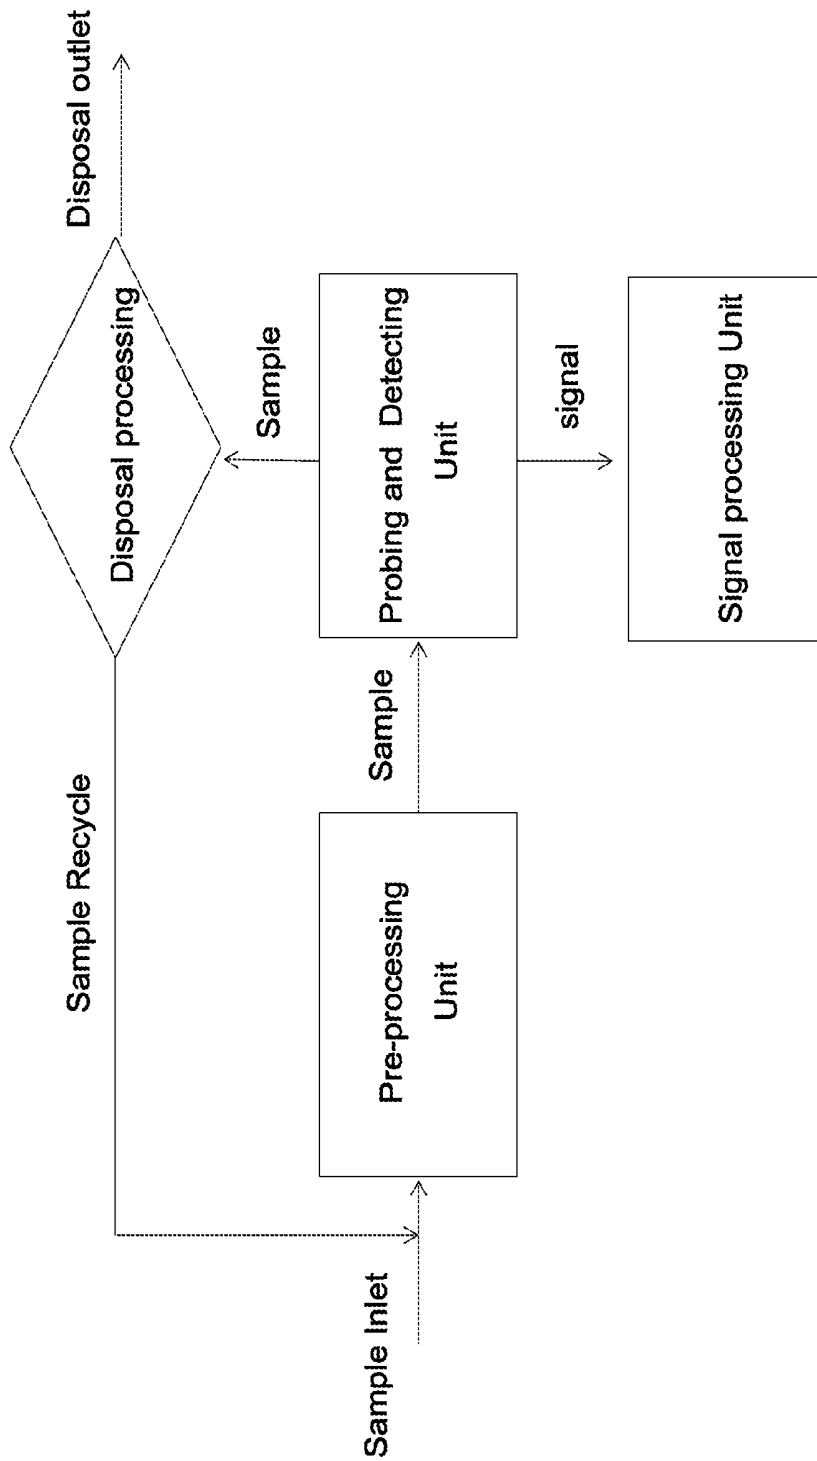 Disposal outlet
Disposal processing
Sample Recycle
Sample
Sample Inlet
Pre-processing
Unit
Sample
Probing and Detecting
Unit
signal
Signal processing Unit